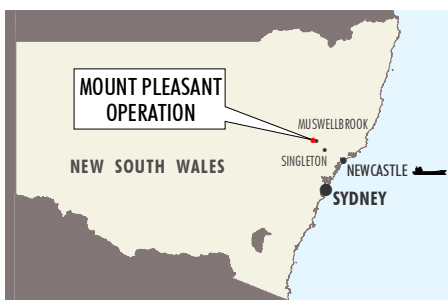 MOUNT PLEASANT
OPERATION
MUSWELLBROOK
SINGLETON
NEW SOUTH WALES
NEWCASTLE
SYDNEY